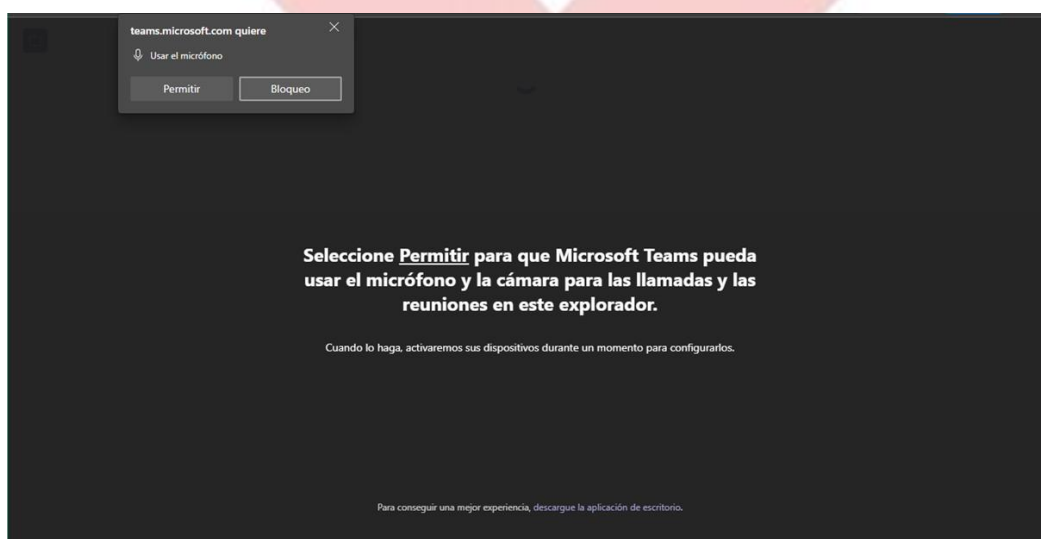 teams.microsoft.com quiere
Usar el micrófono
Permitir Bloqueo
Seleccione Permitir para que Microsoft Teams pueda
usar el micrófono y la cámara para las llamadas y las
reuniones en este explorador.
Cuando lo haga, activaremos sus dispositivos durante un momento para configurarlos.
Para conseguir una mejor experiencia, descargue la aplicación de escritorio.